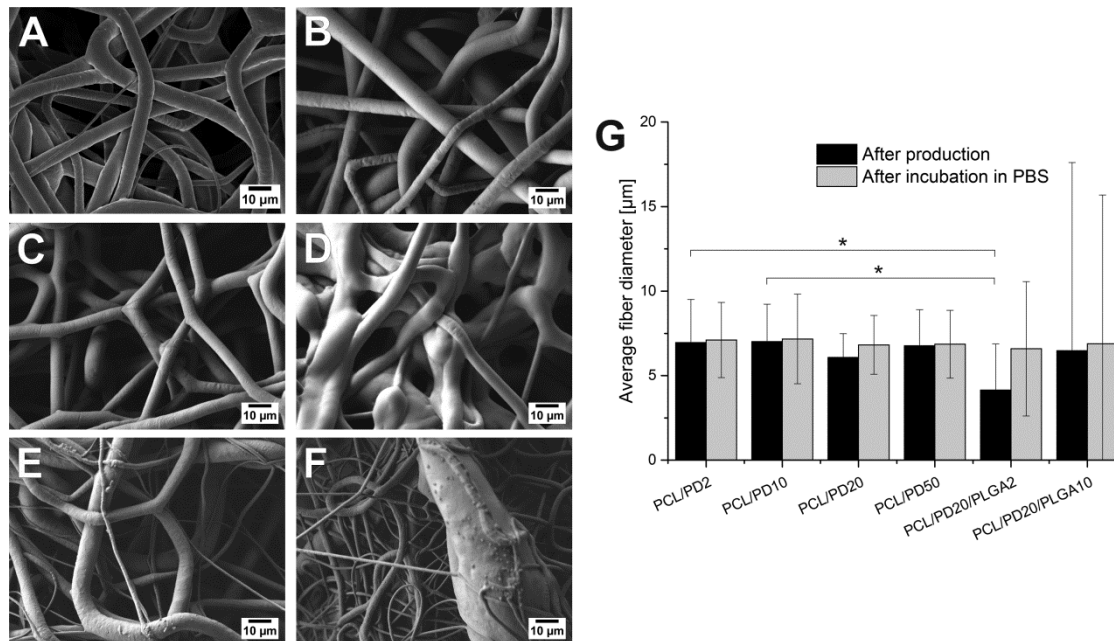 A
10 µm
B
10 µm
C
10 µm
D
10 µm
E
10 µm
F
10 µm
G
Average fiber diameter [µm]
20
15
10
5
0
After production
After incubation in PBS
*
*
PCL/PD2
PCL/PD10
PCL/PD20
PCL/PD50
PCL/PD20/PLGA2
PCL/PD20/PLGA10